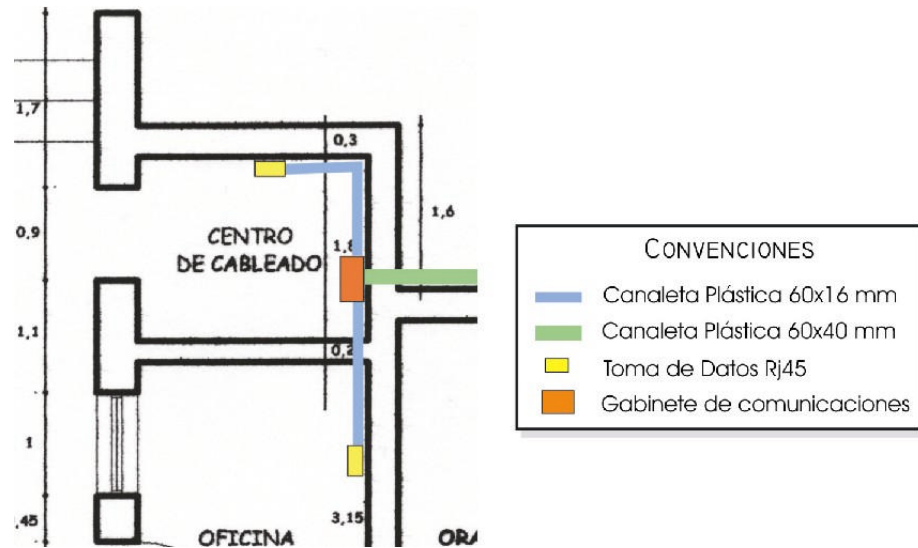 1,7
0,3
1,6
0,9
CENTRO
DE CABLEADO
1,8
1,1
0,2
1
,45
3,15
OFICINA
CONVENCIONES
Canaleta Plástica 60x16 mm
Canaleta Plástica 60x40 mm
Toma de Datos Rj45
Gabinete de comunicaciones